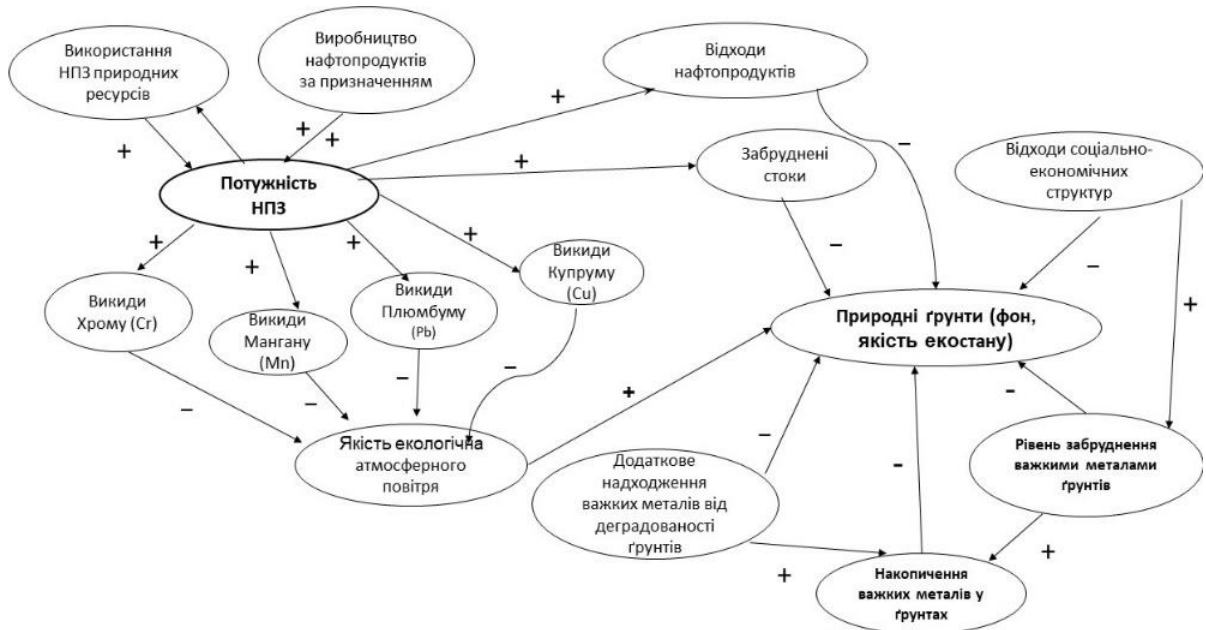 Використання
НПЗ природних
ресурсів
Виробництво
нафтопродуктів
за призначенням
Відходи
нафтопродуктів
+
+
+
+
+
–
Забруднені
стоки
–
Відходи соціально-
економічних
структур
–
+
Потужність
НПЗ
+
+
+
+
Викиди
Хрому (Cr)
Викиди
Мангану
(Mn)
Викиди
Плюмбуму
(Pb)
Викиди
Купруму
(Cu)
Природні ґрунти (фон,
якість екостану)
–
–
–
–
+
Якість екологічна
атмосферного
повітря
Додаткове
надходження
важких металів від
деградованості
ґрунтів
–
-
-
Рівень забруднення
важкими металами
ґрунтів
+
+
Накопичення
важких металів у
ґрунтах